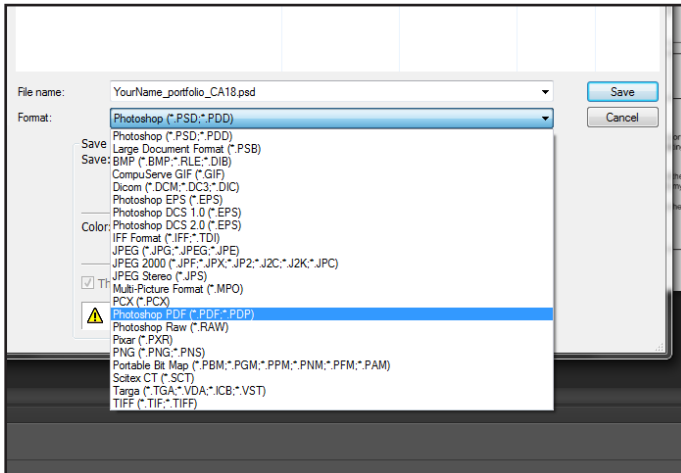 File name: YourName_portfolio_CA18.psd Save
Format: Photoshop (*.PSD;*.PDD) Cancel
Photoshop (*.PSD;*.PDD)
Save Large Document Format (*.PSB)
Save: BMP (*.BMP;*.RLE;*.DIB)
CompuServe GIF (*.GIF)
Dicom (*.DCM;*.DC3;*.DIC)
Photoshop EPS (*.EPS)
Photoshop DCS 1.0 (*.EPS)
Color: Photoshop DCS 2.0 (*.EPS)
IFF Format (*.IFF;*.TDI)
JPEG (*.JPG;*.JPEG;*.JPE)
JPEG 2000 (*.JPF;*.JPX;*.JP2;*.J2C;*.J2K;*.JPC)
JPEG Stereo (*.JPS)
Th Multi-Picture Format (*.MPO)
PCX (*.PCX)
Photoshop PDF (*.PDF;*.PDP)
Photoshop Raw (*.RAW)
Pixar (*.PXR)
PNG (*.PNG;*.PNS)
Portable Bit Map (*.PBM;*.PGM;*.PPM;*.PNM;*.PFM;*.PAM)
Scitex CT (*.SCT)
Targa (*.TGA;*.VDA;*.ICB;*.VST)
TIFF (*.TIF;*.TIFF)